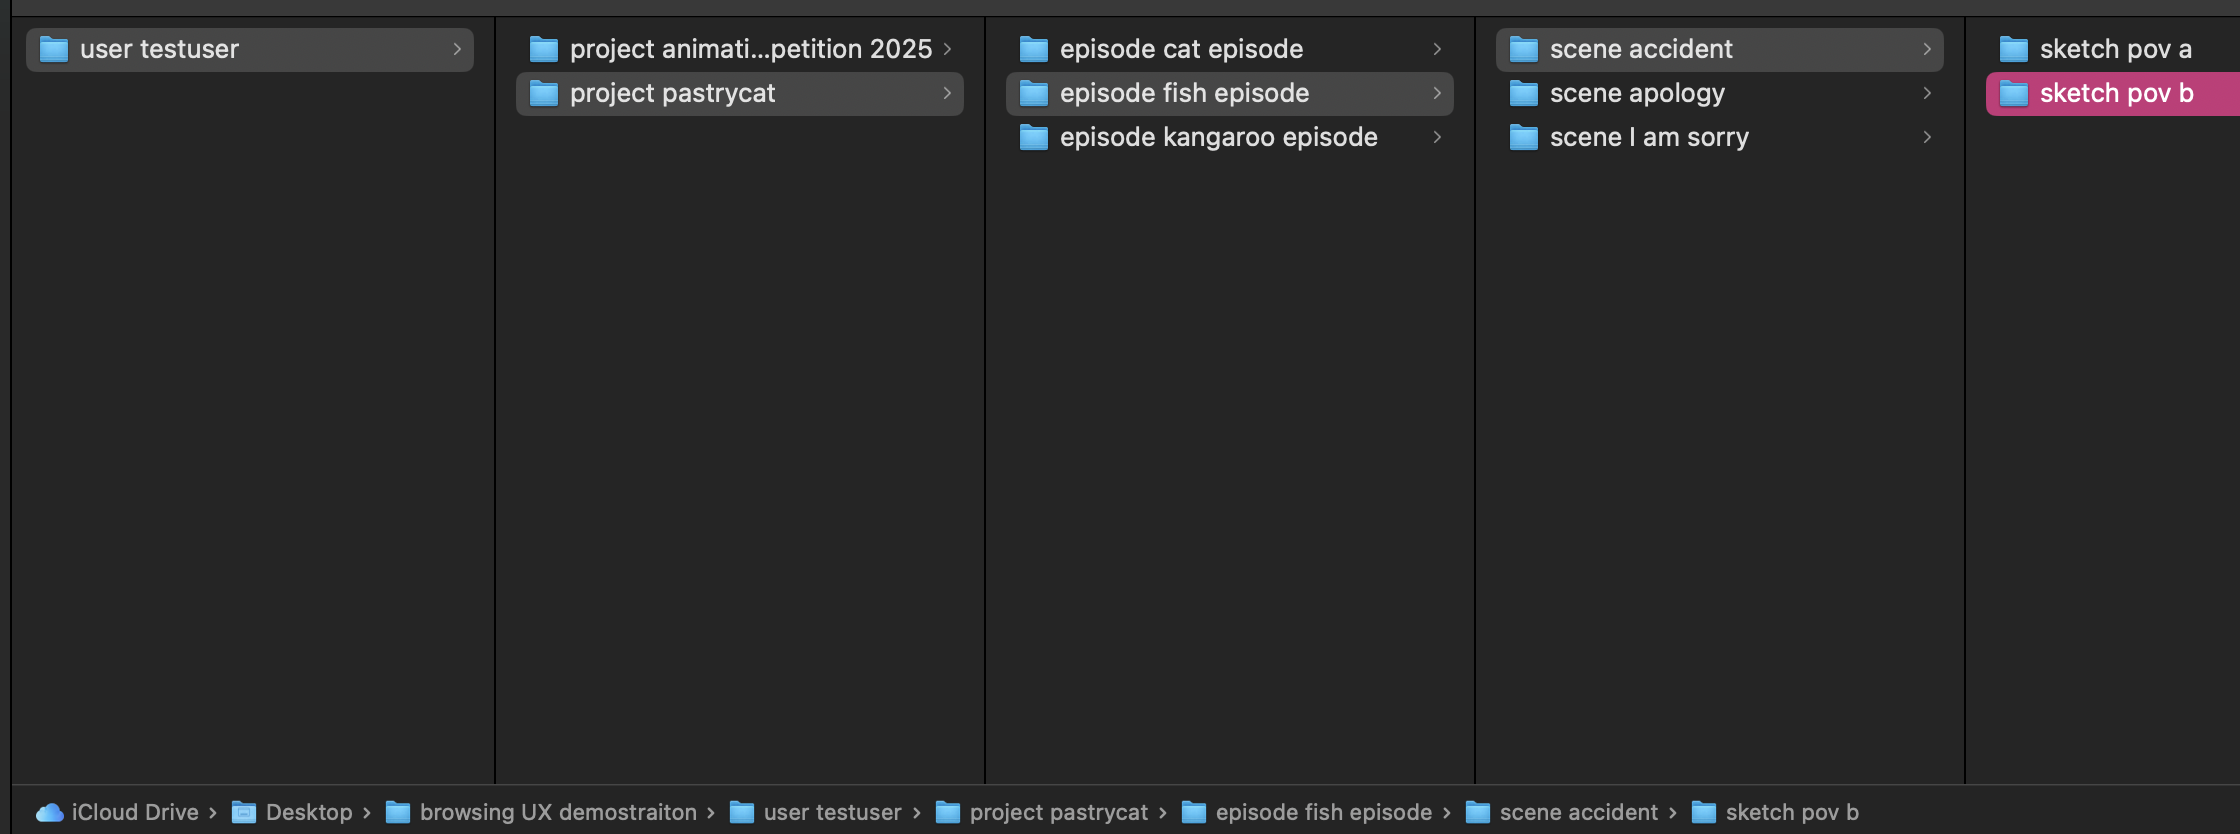 user testuser
project animati...petition 2025
project pastrycat
episode cat episode
episode fish episode
episode kangaroo episode
scene accident
scene apology
scene I am sorry
sketch pov a
sketch pov b
iCloud Drive › Desktop › browsing UX demostraiton › user testuser › project pastrycat › episode fish episode › scene accident › sketch pov b